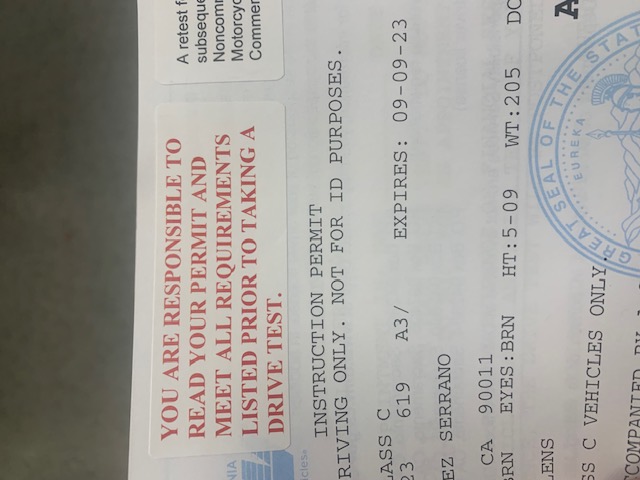 YOU ARE RESPONSIBLE TO
READ YOUR PERMIT AND
MEET ALL REQUIREMENTS
LISTED PRIOR TO TAKING A
DRIVE TEST.
A retest f
subseque
Noncomm
Motorcyc
Commer
NIA
icles
INSTRUCTION PERMIT
RIVING ONLY. NOT FOR ID PURPOSES.
LASS C
23 619 A3/ EXPIRES: 09-09-23
EZ SERRANO
CA 90011
BRN EYES:BRN HT:5-09 WT:205 DO
LENS
SS C VEHICLES ONLY.
GREAT SEAL OF THE STA
EUREKA